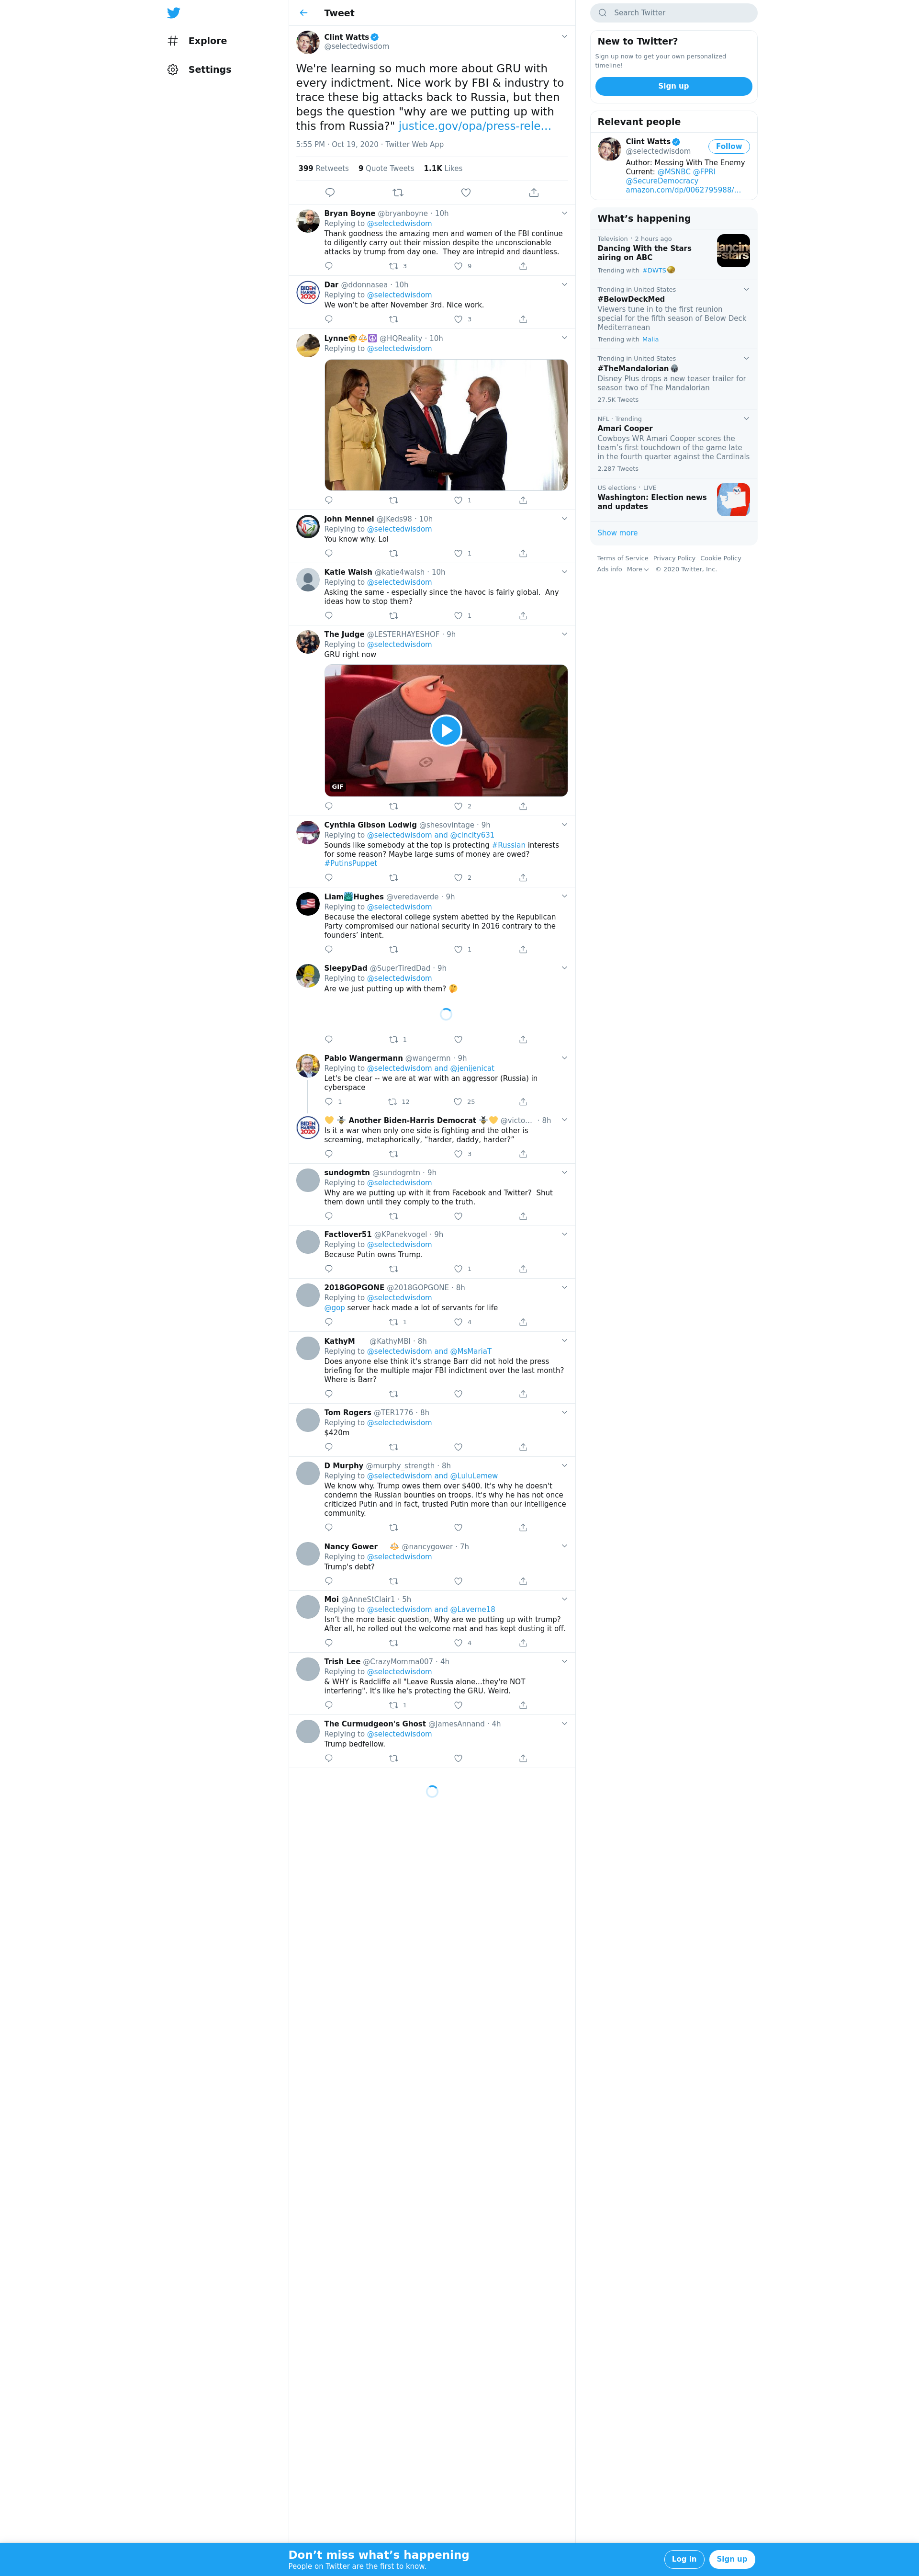 Explore
Settings
Tweet
Clint Watts
@selectedwisdom
We're learning so much more about GRU with
every indictment. Nice work by FBI & industry to
trace these big attacks back to Russia, but then
begs the question "why are we putting up with
this from Russia?" justice.gov/opa/press-rele…
5:55 PM · Oct 19, 2020 · Twitter Web App
399 Retweets 9 Quote Tweets 1.1K Likes
Bryan Boyne @bryanboyne · 10h
Replying to @selectedwisdom
Thank goodness the amazing men and women of the FBI continue
to diligently carry out their mission despite the unconscionable
attacks by trump from day one. They are intrepid and dauntless.
3 9
BIDEN
HARRIS
2020
Dar @ddonnasea · 10h
Replying to @selectedwisdom
We won’t be after November 3rd. Nice work.
3
Lynne @HQReality · 10h
Replying to @selectedwisdom
1
John Mennel @JKeds98 · 10h
Replying to @selectedwisdom
You know why. Lol
1
Katie Walsh @katie4walsh · 10h
Replying to @selectedwisdom
Asking the same - especially since the havoc is fairly global. Any
ideas how to stop them?
1
The Judge @LESTERHAYESHOF · 9h
Replying to @selectedwisdom
GRU right now
GIF
2
Cynthia Gibson Lodwig @shesovintage · 9h
Replying to @selectedwisdom and @cincity631
Sounds like somebody at the top is protecting #Russian interests
for some reason? Maybe large sums of money are owed?
#PutinsPuppet
2
Liam Hughes @veredaverde · 9h
Replying to @selectedwisdom
Because the electoral college system abetted by the Republican
Party compromised our national security in 2016 contrary to the
founders’ intent.
1
SleepyDad @SuperTiredDad · 9h
Replying to @selectedwisdom
Are we just putting up with them? 🤔
1
Pablo Wangermann @wangermn · 9h
Replying to @selectedwisdom and @jenijenicat
Let's be clear -- we are at war with an aggressor (Russia) in
cyberspace
1 12 25
BIDEN
HARRIS
2020
Another Biden-Harris Democrat @victo… · 8h
Is it a war when only one side is fighting and the other is
screaming, metaphorically, “harder, daddy, harder?”
3
sundogmtn @sundogmtn · 9h
Replying to @selectedwisdom
Why are we putting up with it from Facebook and Twitter? Shut
them down until they comply to the truth.
Factlover51 @KPanekvogel · 9h
Replying to @selectedwisdom
Because Putin owns Trump.
1
2018GOPGONE @2018GOPGONE · 8h
Replying to @selectedwisdom
@gop server hack made a lot of servants for life
1 4
KathyM @KathyMBI · 8h
Replying to @selectedwisdom and @MsMariaT
Does anyone else think it's strange Barr did not hold the press
briefing for the multiple major FBI indictment over the last month?
Where is Barr?
Tom Rogers @TER1776 · 8h
Replying to @selectedwisdom
$420m
D Murphy @murphy_strength · 8h
Replying to @selectedwisdom and @LuluLemew
We know why. Trump owes them over $400. It's why he doesn't
condemn the Russian bounties on troops. It's why he has not once
criticized Putin and in fact, trusted Putin more than our intelligence
community.
Nancy Gower @nancygower · 7h
Replying to @selectedwisdom
Trump's debt?
Moi @AnneStClair1 · 5h
Replying to @selectedwisdom and @Laverne18
Isn’t the more basic question, Why are we putting up with trump?
After all, he rolled out the welcome mat and has kept dusting it off.
4
Trish Lee @CrazyMomma007 · 4h
Replying to @selectedwisdom
& WHY is Radcliffe all "Leave Russia alone...they're NOT
interfering". It's like he's protecting the GRU. Weird.
1
The Curmudgeon's Ghost @JamesAnnand · 4h
Replying to @selectedwisdom
Trump bedfellow.
Search Twitter
New to Twitter?
Sign up now to get your own personalized
timeline!
Sign up
Relevant people
Clint Watts
@selectedwisdom
Follow
Author: Messing With The Enemy
Current: @MSNBC @FPRI
@SecureDemocracy
amazon.com/dp/0062795988/…
What’s happening
Television · 2 hours ago
Dancing With the Stars
airing on ABC
Trending with #DWTS
Trending in United States
#BelowDeckMed
Viewers tune in to the first reunion
special for the fifth season of Below Deck
Mediterranean
Trending with Malia
Trending in United States
#TheMandalorian
Disney Plus drops a new teaser trailer for
season two of The Mandalorian
27.5K Tweets
NFL · Trending
Amari Cooper
Cowboys WR Amari Cooper scores the
team’s first touchdown of the game late
in the fourth quarter against the Cardinals
2,287 Tweets
US elections · LIVE
Washington: Election news
and updates
Show more
Terms of Service Privacy Policy Cookie Policy
Ads info More © 2020 Twitter, Inc.
Don’t miss what’s happening
People on Twitter are the first to know.
Log in
Sign up